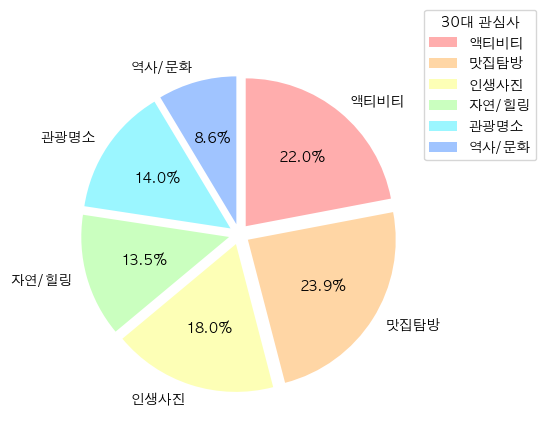 30대 관심사
액티비티
맛집탐방
인생사진
자연/힐링
관광명소
역사/문화
역사/문화
액티비티
관광명소
8.6%
22.0%
14.0%
13.5%
자연/힐링
23.9%
맛집탐방
18.0%
인생사진